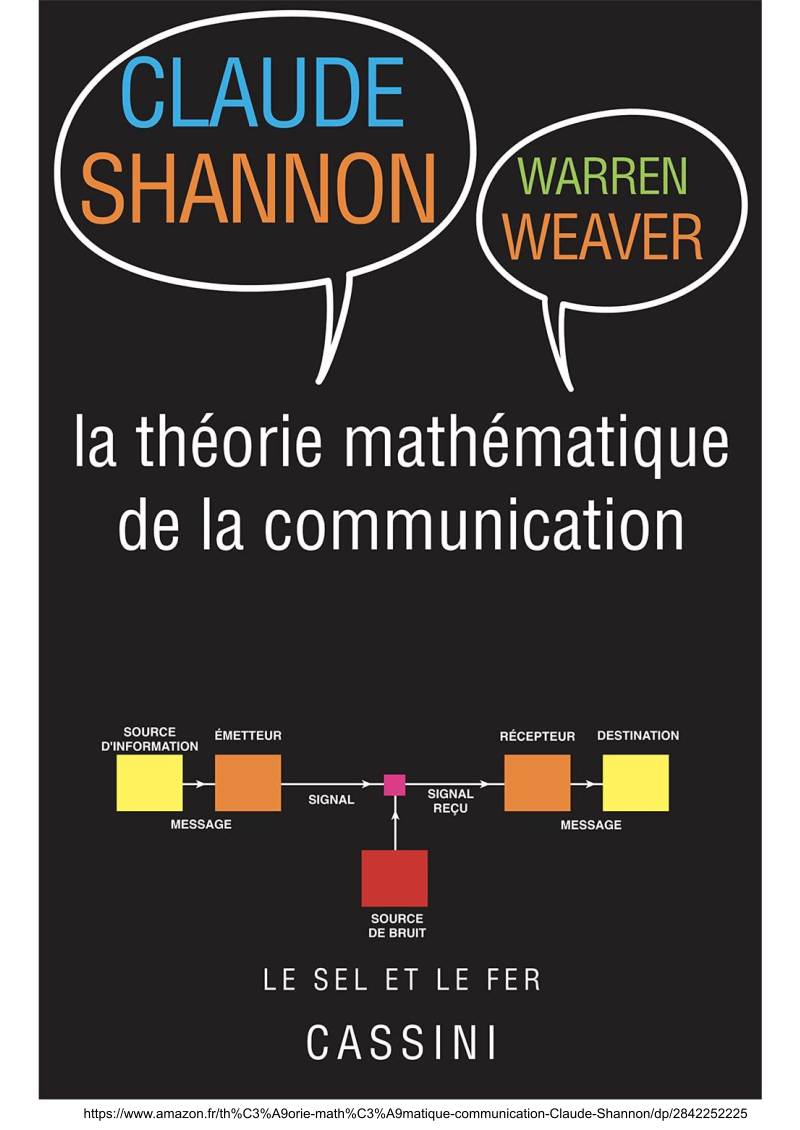 CLAUDE
SHANNON
WARREN
WEAVER
la théorie mathématique
de la communication
SOURCE
D'INFORMATION
ÉMETTEUR
RÉCEPTEUR
DESTINATION
SIGNAL
SIGNAL
REÇU
MESSAGE
MESSAGE
SOURCE
DE BRUIT
LE SEL ET LE FER
CASSINI
https://www.amazon.fr/th%C3%A9orie-math%C3%A9matique-communication-Claude-Shannon/dp/2842252225